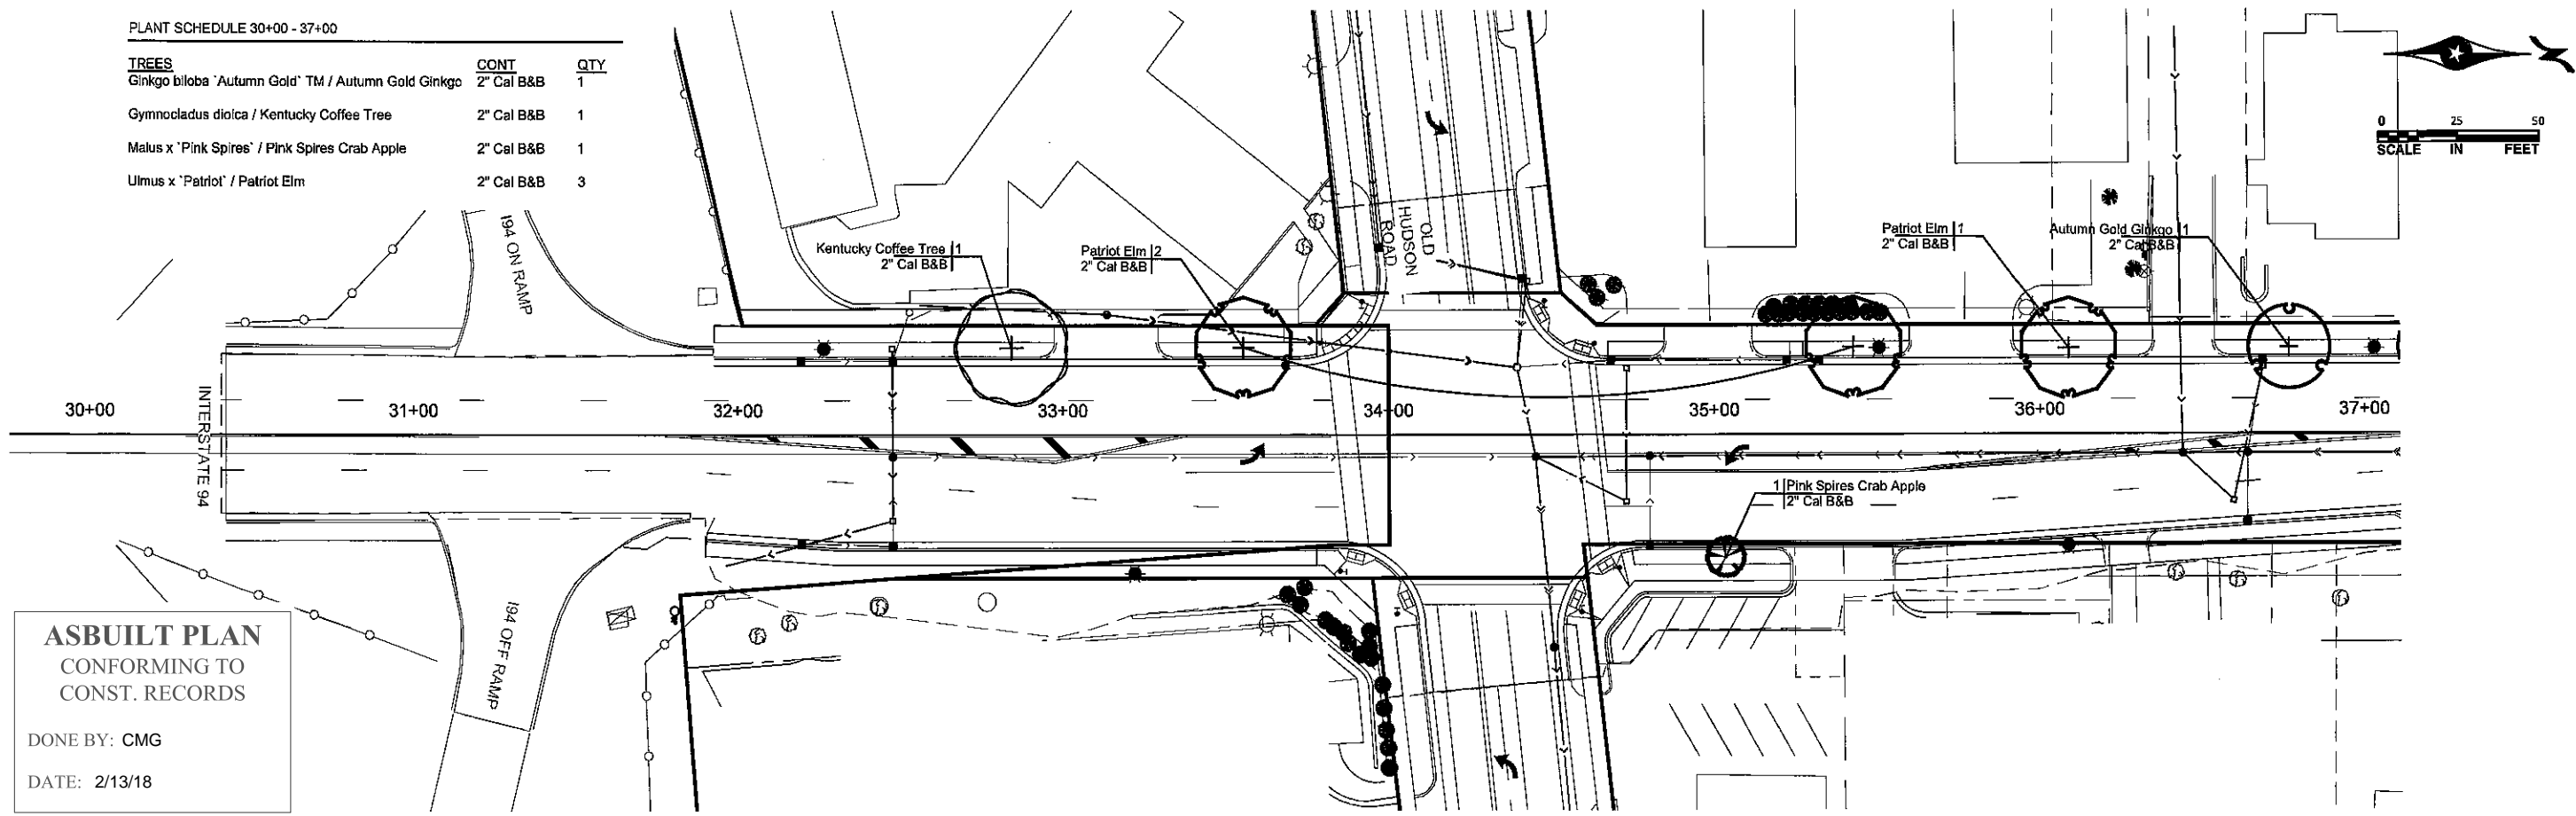 PLANT SCHEDULE 30+00 - 37+00
TREES CONT QTY
Ginkgo biloba `Autumn Gold` TM / Autumn Gold Ginkgo 2" Cal B&B 1
Gymnocladus dioica / Kentucky Coffee Tree 2" Cal B&B 1
Malus x `Pink Spires` / Pink Spires Crab Apple 2" Cal B&B 1
Ulmus x `Patriot` / Patriot Elm 2" Cal B&B 3
0 25 50
SCALE IN FEET
I94 ON RAMP
OLD
HUDSON
ROAD
Kentucky Coffee Tree 1
2" Cal B&B
Patriot Elm 2
2" Cal B&B
Patriot Elm 1
2" Cal B&B
Autumn Gold Ginkgo 1
2" Cal B&B
30+00 31+00 32+00 33+00 34+00 35+00 36+00 37+00
INTERSTATE 94
1 Pink Spires Crab Apple
2" Cal B&B
I94 OFF RAMP
ASBUILT PLAN
CONFORMING TO
CONST. RECORDS
DONE BY: CMG
DATE: 2/13/18